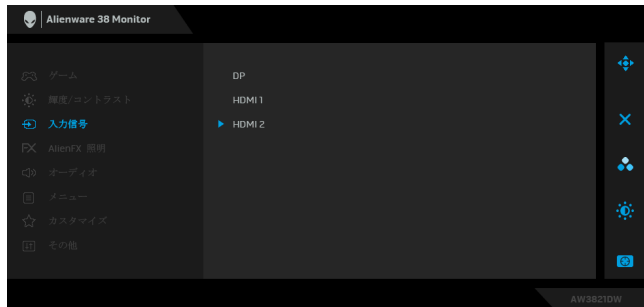 Alienware 38 Monitor
ゲーム
輝度/コントラスト
入力信号
AlienFX 照明
オーディオ
メニュー
カスタマイズ
その他
DP
HDMI 1
HDMI 2
AW3821DW